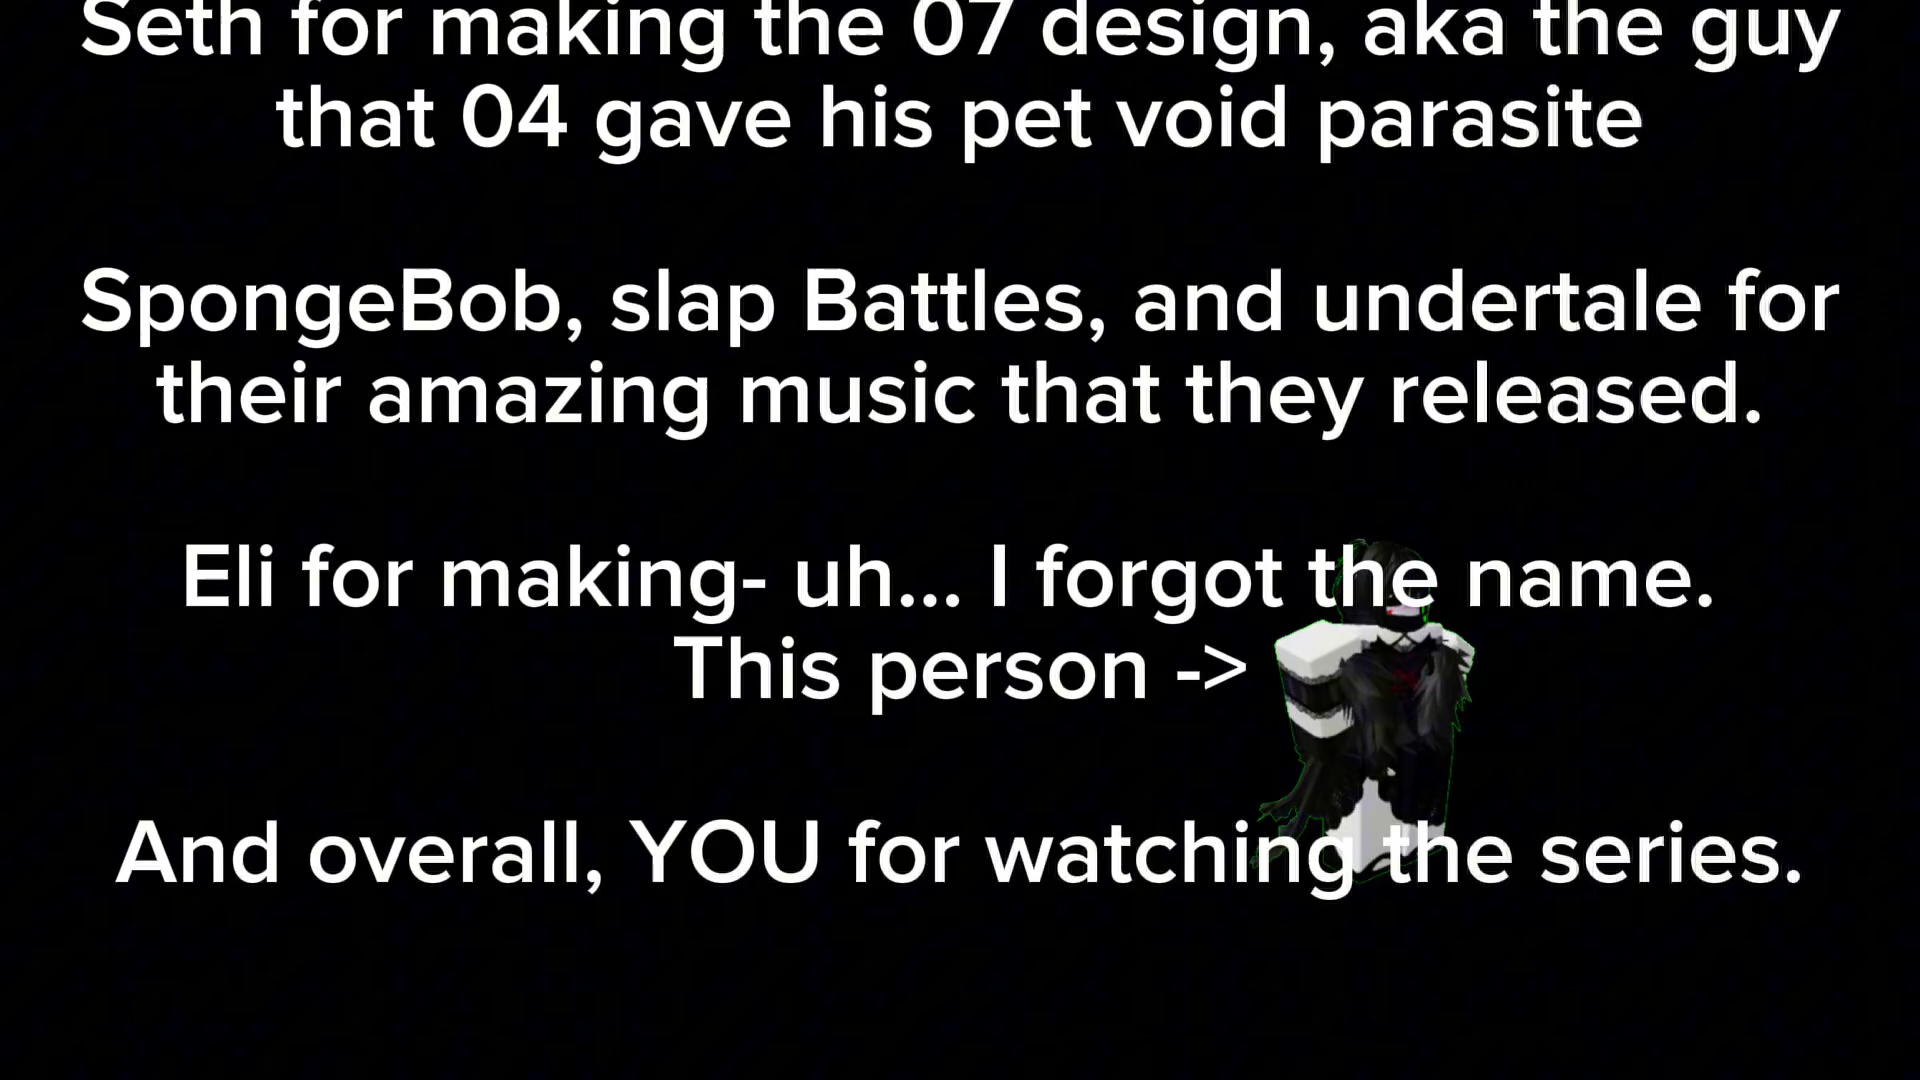 Seth for making the 07 design, aka the guy
that 04 gave his pet void parasite
SpongeBob, slap Battles, and undertale for
their amazing music that they released.
Eli for making- uh... I forgot the name.
This person ->
And overall, YOU for watching the series.